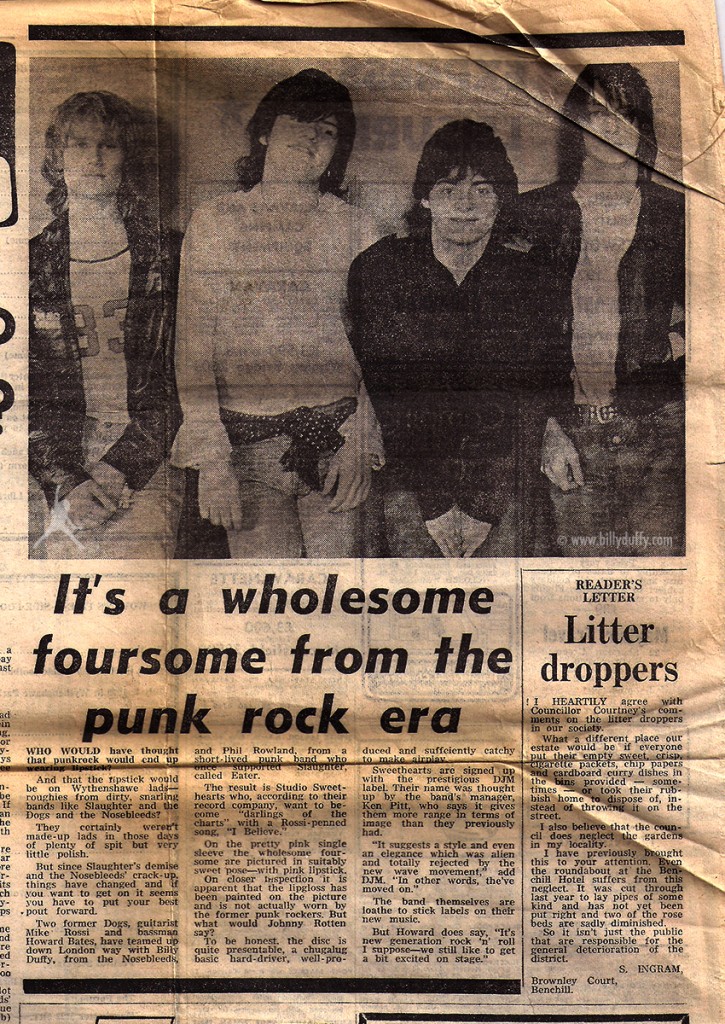 83
© www.billyduffy.com
It's a wholesome
foursome from the
punk rock era
WHO WOULD have thought
that punkrock would end up
wearing lipstick?
And that the lipstick would
be on Wythenshawe lads—
roughies from dirty, snarling
bands like Slaughter and the
Dogs and the Nosebleeds?
They certainly weren't
made-up lads in those days
of plenty of spit but very
little polish.
But since Slaughter's demise
and the Nosebleeds' crack-up,
things have changed and if
you want to get on it seems
you have to put your best
pout forward.
Two former Dogs, guitarist
Mike Rossi and bassman
Howard Bates, have teamed up
down London way with Billy
Duffy, from the Nosebleeds,
and Phil Rowland, from a
short-lived punk band who
once supported Slaughter,
called Eater.
The result is Studio Sweet-
hearts who, according to their
record company, want to be-
come "darlings of the
charts" with a Rossi-penned
song, "I Believe."
On the pretty pink single
sleeve the wholesome four-
some are pictured in suitably
sweet pose—with pink lipstick.
On closer inspection it is
apparent that the lipgloss has
been painted on the picture
and is not actually worn by
the former punk rockers. But
what would Johnny Rotten
say?
To be honest, the disc is
quite presentable, a chugalug
basic hard-driver, well-pro-
duced and suffciently catchy
to make airplay.
Sweethearts are signed up
with the prestigious DJM
label. Their name was thought
up by the band's manager,
Ken Pitt, who says it gives
them more range in terms of
image than they previously
had.
"It suggests a style and even
an elegance which was alien
and totally rejected by the
new wave movement," add
DJM. "In other words, they've
moved on."
The band themselves are
loathe to stick labels on their
new music.
But Howard does say, "It's
new generation rock 'n' roll
I suppose—we still like to get
a bit excited on stage."
READER'S
LETTER
Litter
droppers
I HEARTILY agree with
Councillor Courtney's com-
ments on the litter droppers
in our society.
What a different place our
estate would be if everyone
put their empty sweet, crisp,
cigarette packets, chip papers
and cardboard curry dishes in
the bins provided — some-
times — or took their rub-
bish home to dispose of, in-
stead of throwing it on the
street.
I also believe that the coun-
cil does neglect the gardens
in my locality.
I have previously brought
this to your attention. Even
the roundabout at the Ben-
chill Hotel suffers from this
neglect. It was cut through
last year to lay pipes of some
kind and has not yet been
put right and two of the rose
beds are sadly diminished.
So it isn't just the public
that are responsible for the
general deterioration of the
district.
S. INGRAM,
Brownley Court,
Benchill.